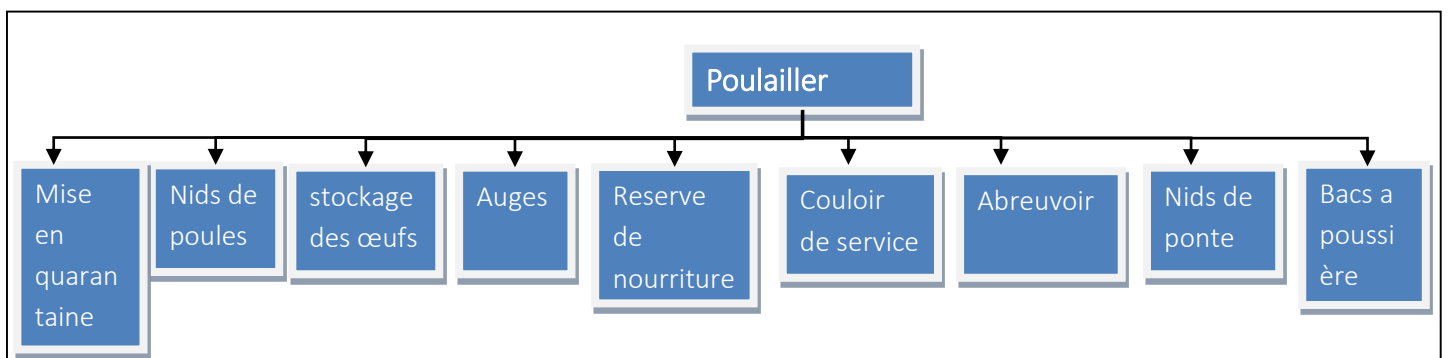 Poulailler
Mise
en
quaran
taine
Nids de
poules
stockage
des œufs
Auges
Reserve
de
nourriture
Couloir
de service
Abreuvoir
Nids de
ponte
Bacs a
poussi
ère